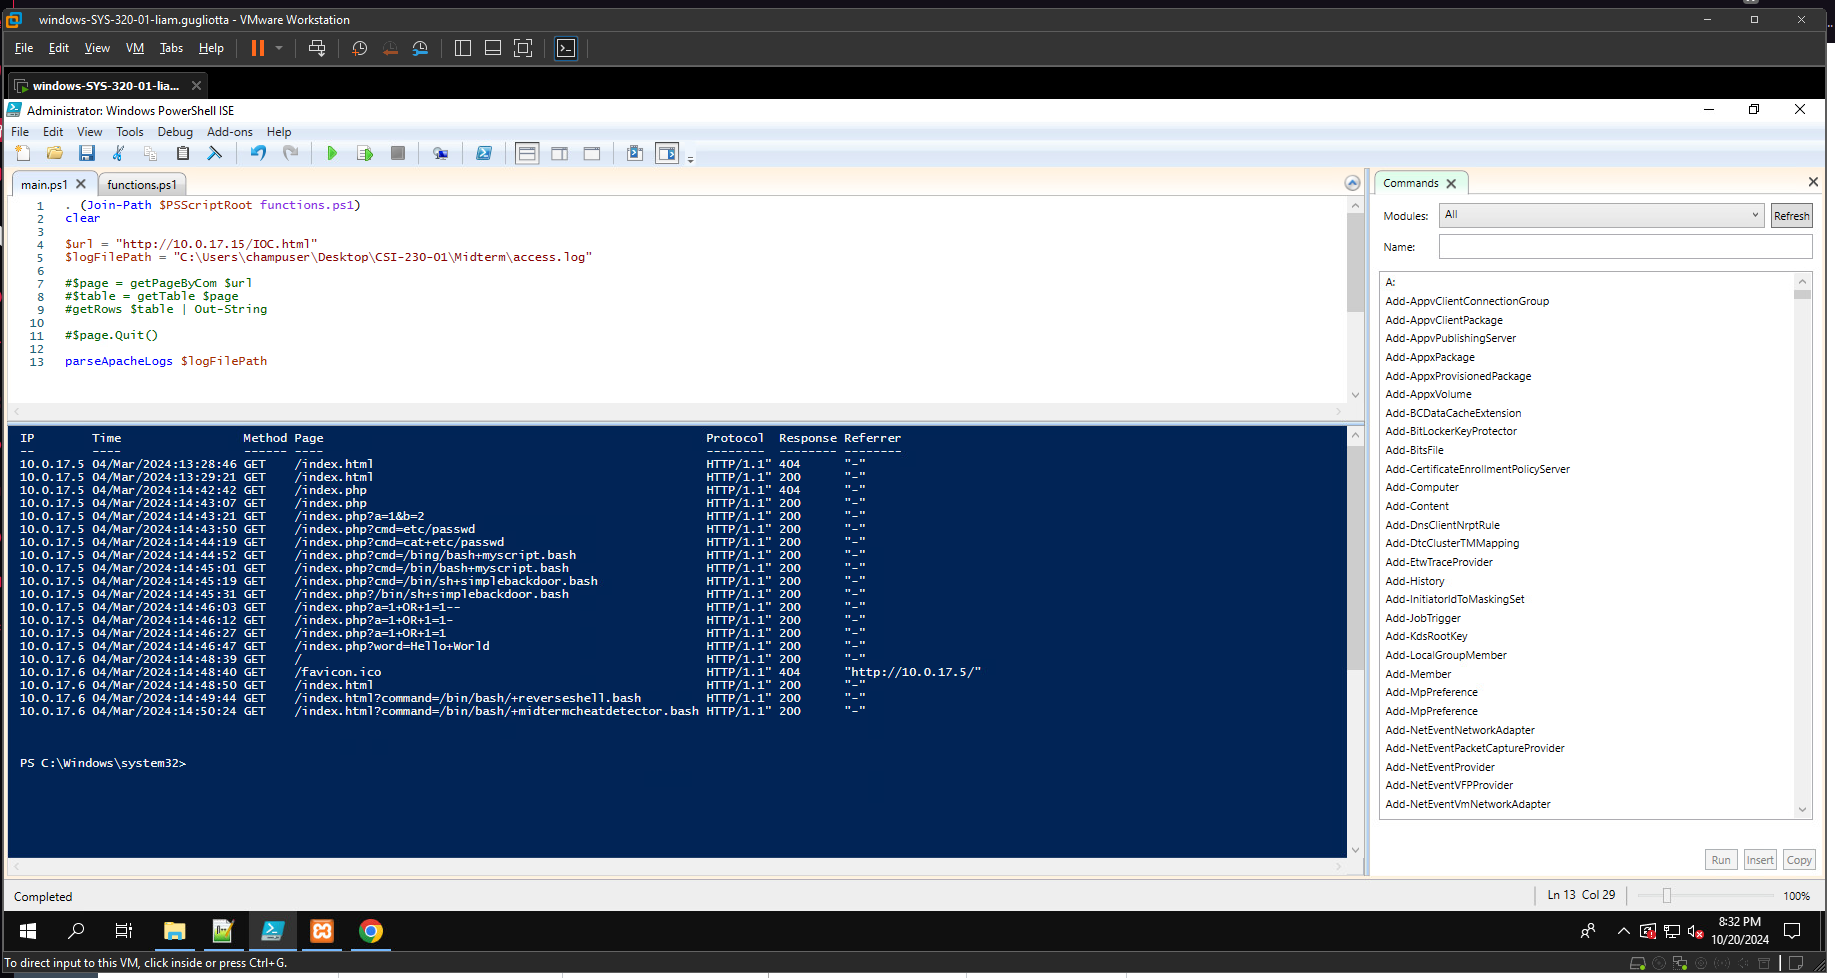 windows-SYS-320-01-liam.gugliotta - VMware Workstation
File Edit View VM Tabs Help
windows-SYS-320-01-lia...
Administrator: Windows PowerShell ISE
File Edit View Tools Debug Add-ons Help
main.ps1 functions.ps1
1 . (Join-Path $PSScriptRoot functions.ps1)
2 clear
3
4 $url = "http://10.0.17.15/IOC.html"
5 $logFilePath = "C:\Users\champuser\Desktop\CSI-230-01\Midterm\access.log"
6
7 #$page = getPageByCom $url
8 #$table = getTable $page
9 #getRows $table | Out-String
10
11 #$page.Quit()
12
13 parseApacheLogs $logFilePath
IP Time Method Page Protocol Response Referrer
-- ---- ------ ---- -------- -------- --------
10.0.17.5 04/Mar/2024:13:28:46 GET /index.html HTTP/1.1" 404 "-"
10.0.17.5 04/Mar/2024:13:29:21 GET /index.html HTTP/1.1" 200 "-"
10.0.17.5 04/Mar/2024:14:42:42 GET /index.php HTTP/1.1" 404 "-"
10.0.17.5 04/Mar/2024:14:43:07 GET /index.php HTTP/1.1" 200 "-"
10.0.17.5 04/Mar/2024:14:43:21 GET /index.php?a=1&b=2 HTTP/1.1" 200 "-"
10.0.17.5 04/Mar/2024:14:43:50 GET /index.php?cmd=etc/passwd HTTP/1.1" 200 "-"
10.0.17.5 04/Mar/2024:14:44:19 GET /index.php?cmd=cat+etc/passwd HTTP/1.1" 200 "-"
10.0.17.5 04/Mar/2024:14:44:52 GET /index.php?cmd=/bing/bash+myscript.bash HTTP/1.1" 200 "-"
10.0.17.5 04/Mar/2024:14:45:01 GET /index.php?cmd=/bin/bash+myscript.bash HTTP/1.1" 200 "-"
10.0.17.5 04/Mar/2024:14:45:19 GET /index.php?cmd=/bin/sh+simplebackdoor.bash HTTP/1.1" 200 "-"
10.0.17.5 04/Mar/2024:14:45:31 GET /index.php?/bin/sh+simplebackdoor.bash HTTP/1.1" 200 "-"
10.0.17.5 04/Mar/2024:14:46:03 GET /index.php?a=1+OR+1=1-- HTTP/1.1" 200 "-"
10.0.17.5 04/Mar/2024:14:46:12 GET /index.php?a=1+OR+1=1- HTTP/1.1" 200 "-"
10.0.17.5 04/Mar/2024:14:46:27 GET /index.php?a=1+OR+1=1 HTTP/1.1" 200 "-"
10.0.17.5 04/Mar/2024:14:46:47 GET /index.php?word=Hello+World HTTP/1.1" 200 "-"
10.0.17.6 04/Mar/2024:14:48:39 GET / HTTP/1.1" 200 "-"
10.0.17.6 04/Mar/2024:14:48:40 GET /favicon.ico HTTP/1.1" 404 "http://10.0.17.5/"
10.0.17.6 04/Mar/2024:14:48:50 GET /index.html HTTP/1.1" 200 "-"
10.0.17.6 04/Mar/2024:14:49:44 GET /index.html?command=/bin/bash/+reverseshell.bash HTTP/1.1" 200 "-"
10.0.17.6 04/Mar/2024:14:50:24 GET /index.html?command=/bin/bash/+midtermcheatdetector.bash HTTP/1.1" 200 "-"
PS C:\Windows\system32>
Commands
Modules: All Refresh
Name:
A:
Add-AppvClientConnectionGroup
Add-AppvClientPackage
Add-AppvPublishingServer
Add-AppxPackage
Add-AppxProvisionedPackage
Add-AppxVolume
Add-BCDataCacheExtension
Add-BitLockerKeyProtector
Add-BitsFile
Add-CertificateEnrollmentPolicyServer
Add-Computer
Add-Content
Add-DnsClientNrptRule
Add-DtcClusterTMMapping
Add-EtwTraceProvider
Add-History
Add-InitiatorIdToMaskingSet
Add-JobTrigger
Add-KdsRootKey
Add-LocalGroupMember
Add-Member
Add-MpPreference
Add-MpPreference
Add-NetEventNetworkAdapter
Add-NetEventPacketCaptureProvider
Add-NetEventProvider
Add-NetEventVFPProvider
Add-NetEventVmNetworkAdapter
Run Insert Copy
Completed Ln 13 Col 29 100%
8:32 PM
10/20/2024
To direct input to this VM, click inside or press Ctrl+G.